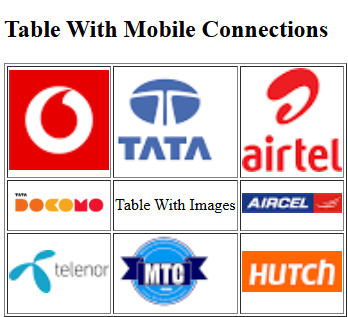 Table With Mobile Connections
TATA
airtel
TATA
DOCOMO
Table With Images
AIRCEL
telenor
MTC
HUTCH